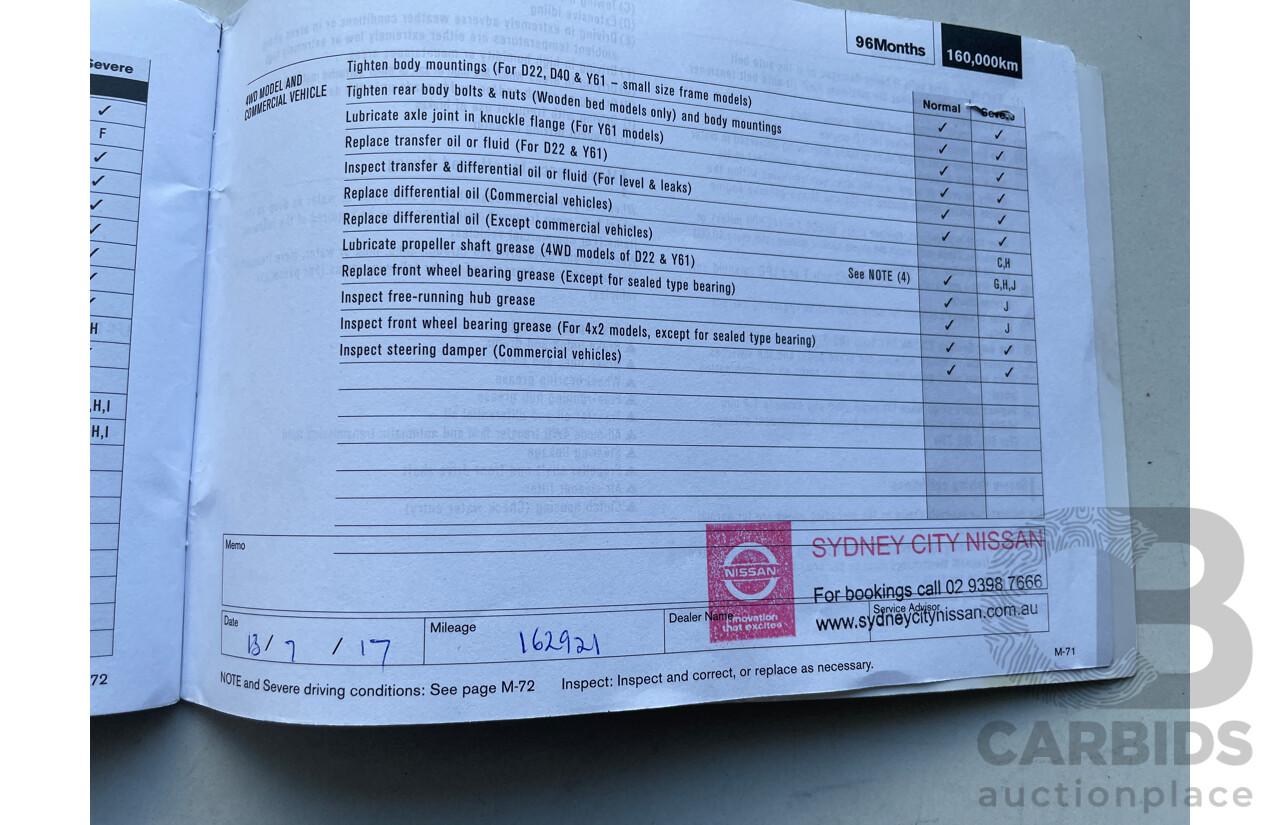 96Months
160,000km
Severe
4WD MODEL AND
COMMERCIAL VEHICLE
Normal Severe
Tighten body mountings (For D22, D40 & Y61 – small size frame models) ✓ ✓
Tighten rear body bolts & nuts (Wooden bed models only) and body mountings ✓ ✓
Lubricate axle joint in knuckle flange (For Y61 models) ✓ ✓
Replace transfer oil or fluid (For D22 & Y61) ✓ ✓
Inspect transfer & differential oil or fluid (For level & leaks) ✓ ✓
Replace differential oil (Commercial vehicles) ✓ ✓
Replace differential oil (Except commercial vehicles) C,H
Lubricate propeller shaft grease (4WD models of D22 & Y61) See NOTE (4) ✓ G,H,J
Replace front wheel bearing grease (Except for sealed type bearing) ✓ J
Inspect free-running hub grease ✓ J
Inspect front wheel bearing grease (For 4x2 models, except for sealed type bearing) ✓ ✓
Inspect steering damper (Commercial vehicles) ✓ ✓
✓
F
✓
✓
✓
✓
✓
✓
✓
H
✓
,H,I
,H,I
72
Memo
SYDNEY CITY NISSAN
NISSAN
Innovation
that excites
For bookings call 02 9398 7666
www.sydneycitynissan.com.au
Date 13 / 7 / 17
Mileage 162921
Dealer Name
Service Advisor
NOTE and Severe driving conditions: See page M-72 Inspect: Inspect and correct, or replace as necessary.
M-71
CARBIDS
auctionplace